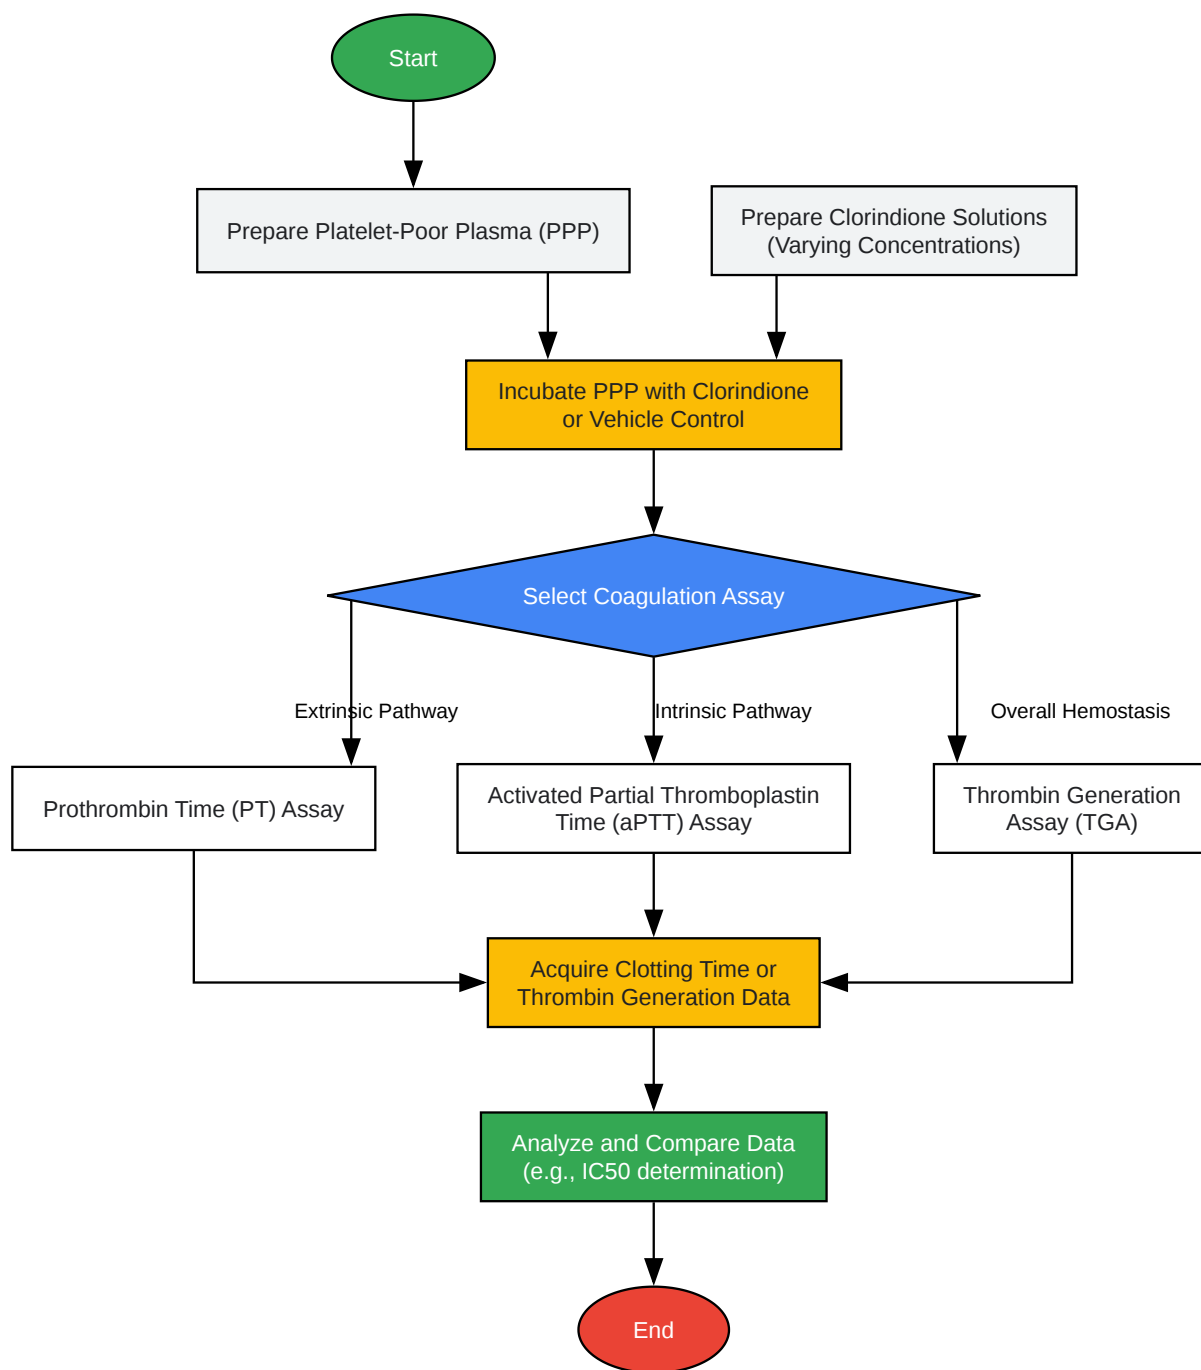 Start
Prepare Platelet-Poor Plasma (PPP)
Prepare Clorindione Solutions
(Varying Concentrations)
Incubate PPP with Clorindione
or Vehicle Control
Select Coagulation Assay
Extrinsic Pathway
Intrinsic Pathway
Overall Hemostasis
Prothrombin Time (PT) Assay
Activated Partial Thromboplastin
Time (aPTT) Assay
Thrombin Generation
Assay (TGA)
Acquire Clotting Time or
Thrombin Generation Data
Analyze and Compare Data
(e.g., IC50 determination)
End